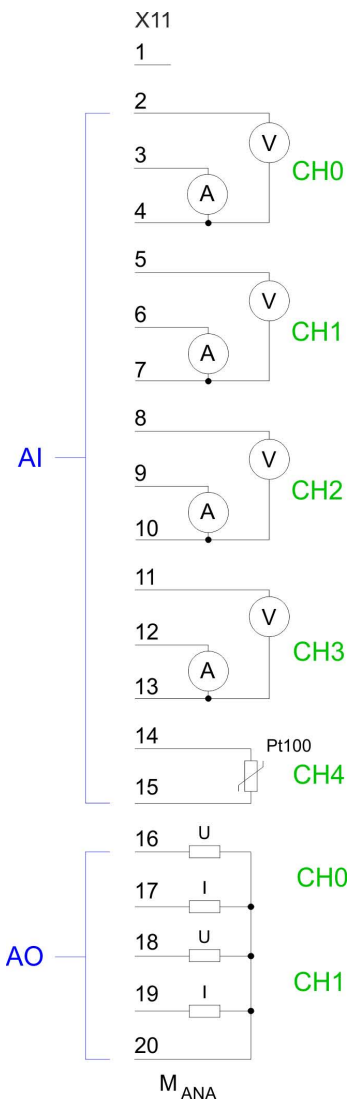 X11
1
2
V
3
CH0
A
4
5
V
6
CH1
A
7
8
V
AI
9
CH2
A
10
11
V
12
CH3
A
13
14
Pt100
CH4
15
16 U
CH0
17 I
18 U
AO
CH1
19 I
20
M ANA